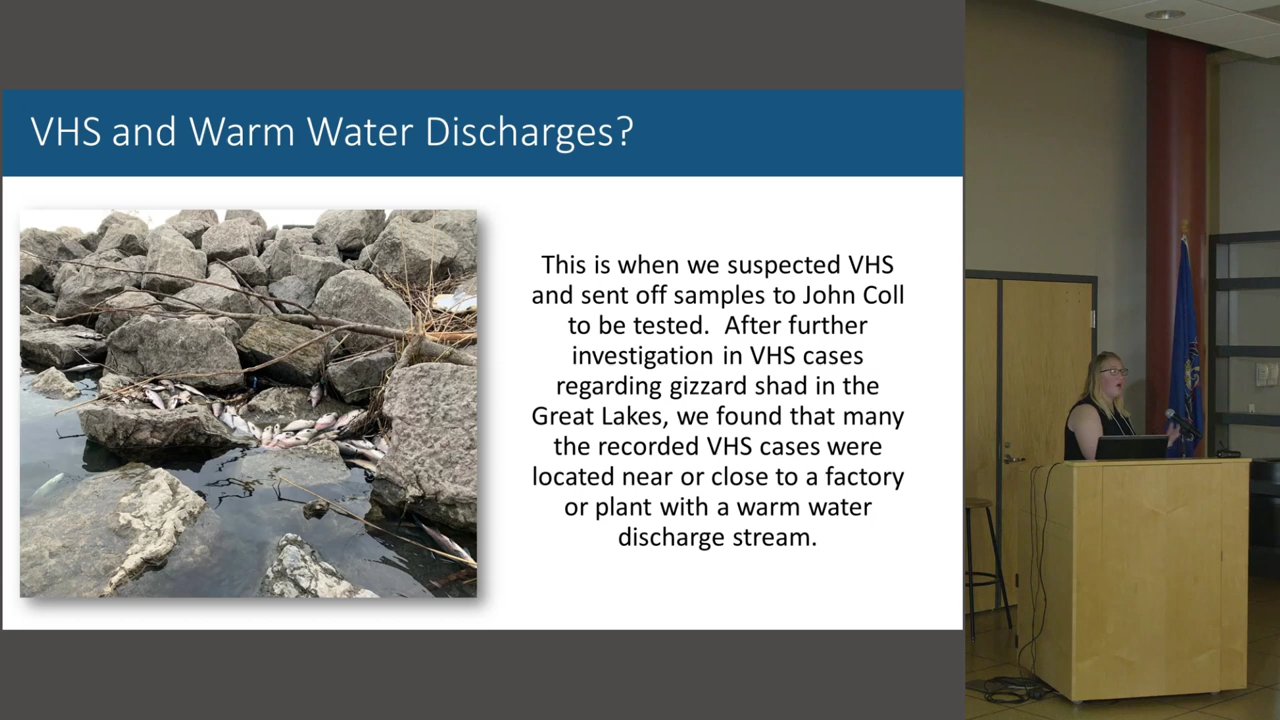 VHS and Warm Water Discharges?
This is when we suspected VHS
and sent off samples to John Coll
to be tested.  After further
investigation in VHS cases
regarding gizzard shad in the
Great Lakes, we found that many
the recorded VHS cases were
located near or close to a factory
or plant with a warm water
discharge stream.